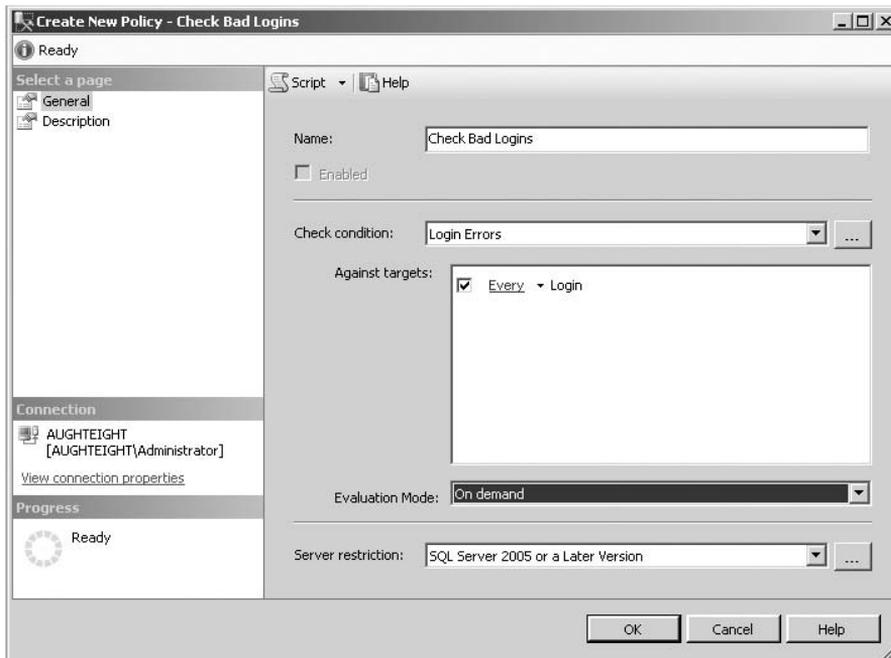 Create New Policy - Check Bad Logins
Ready
Select a page
General
Description
Script Help
Name: Check Bad Logins
Enabled
Check condition: Login Errors ...
Against targets:
Every Login
Connection
AUGHTEIGHT
[AUGHTEIGHT\Administrator]
View connection properties
Evaluation Mode: On demand
Progress
Ready
Server restriction: SQL Server 2005 or a Later Version ...
OK Cancel Help